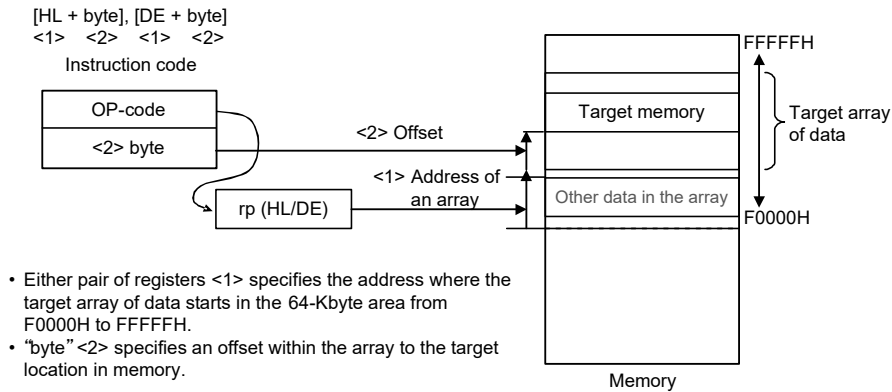 [HL + byte], [DE + byte]
<1> <2> <1> <2>
Instruction code
OP-code
<2> byte
rp (HL/DE)
<2> Offset
<1> Address of
an array
FFFFFH
Target memory
Target array
of data
Other data in the array
F0000H
• Either pair of registers <1> specifies the address where the
target array of data starts in the 64-Kbyte area from
F0000H to FFFFFH.
• “byte” <2> specifies an offset within the array to the target
location in memory.
Memory